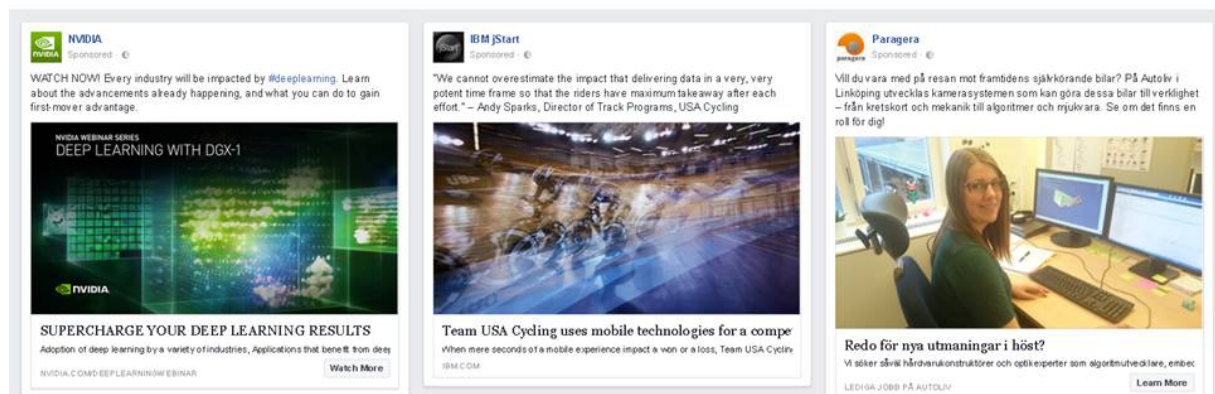 NVIDIA
Sponsored ·
WATCH NOW! Every industry will be impacted by #deeplearning. Learn
about the advancements already happening, and what you can do to gain
first-mover advantage.
NVIDIA WEBINAR SERIES
DEEP LEARNING WITH DGX-1
NVIDIA.
SUPERCHARGE YOUR DEEP LEARNING RESULTS
Adoption of deep learning by a variety of industries, Applications that benefit from deep
NVIDIA.COM/DEEPLEARNINGWEBINAR
Watch More
IBM jStart
Sponsored ·
"We cannot overestimate the impact that delivering data in a very, very
potent time frame so that the riders have maximum takeaway after each
effort." – Andy Sparks, Director of Track Programs, USA Cycling
Team USA Cycling uses mobile technologies for a compe
When mere seconds of a mobile experience impact a won or a loss, Team USA Cycling
IBM.COM
Paragera
Sponsored ·
Vill du vara med på resan mot framtidens självkörande bilar? På Autoliv i
Linköping utvecklas kamerasystemen som kan göra dessa bilar till verklighet
– från kretskort och mekanik till algoritmer och mjukvara. Se om det finns en
roll för dig!
Redo för nya utmaningar i höst?
Vi söker såväl hårdvarukonstruktörer och optikexperter som algoritmutvecklare, embed
LEDIGA JOBB PÅ AUTOLIV
Learn More